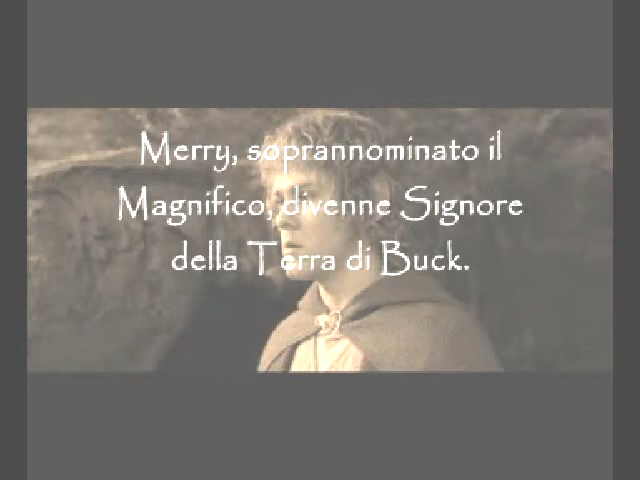 Merry, soprannominato il
Magnifico, divenne Signore
della Terra di Buck.